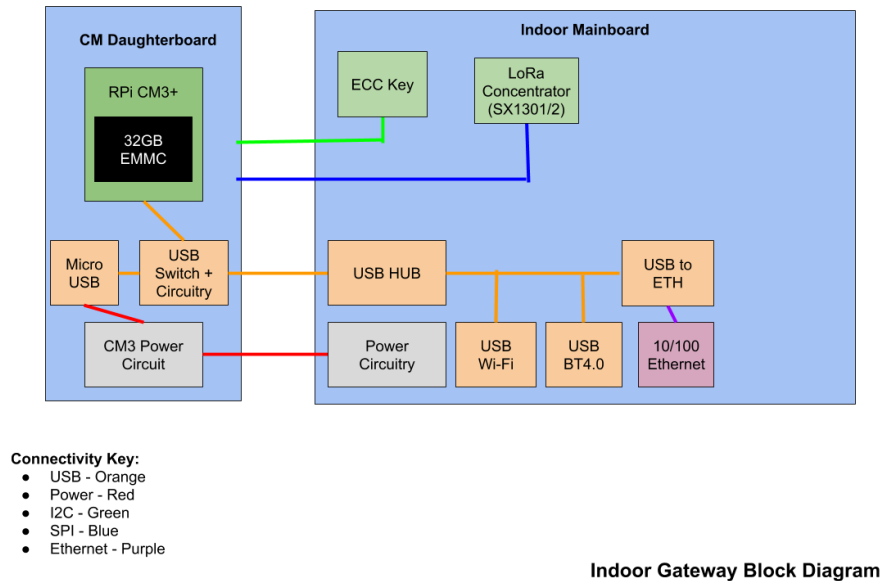 CM Daughterboard
RPi CM3+
32GB
EMMC
Micro
USB
USB
Switch +
Circuitry
CM3 Power
Circuit
Indoor Mainboard
ECC Key
LoRa
Concentrator
(SX1301/2)
USB HUB
USB to
ETH
Power
Circuitry
USB
Wi-Fi
USB
BT4.0
10/100
Ethernet
Connectivity Key:
● USB - Orange
● Power - Red
● I2C - Green
● SPI - Blue
● Ethernet - Purple
Indoor Gateway Block Diagram